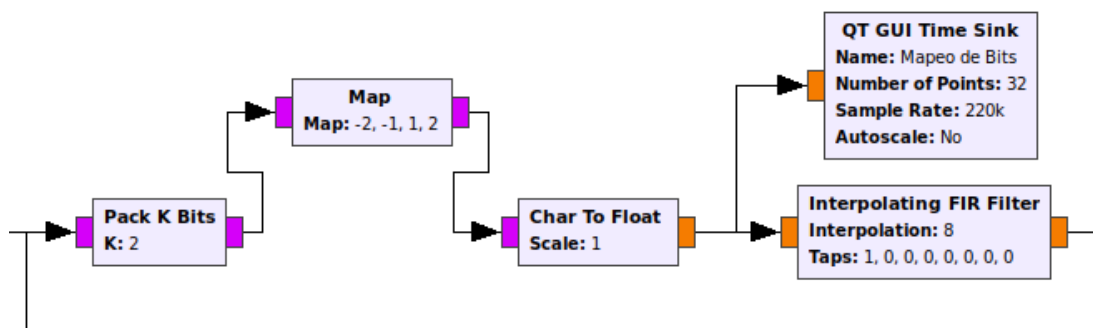 QT GUI Time Sink
Name: Mapeo de Bits
Number of Points: 32
Sample Rate: 220k
Autoscale: No
Map
Map: -2, -1, 1, 2
Pack K Bits
K: 2
Char To Float
Scale: 1
Interpolating FIR Filter
Interpolation: 8
Taps: 1, 0, 0, 0, 0, 0, 0, 0